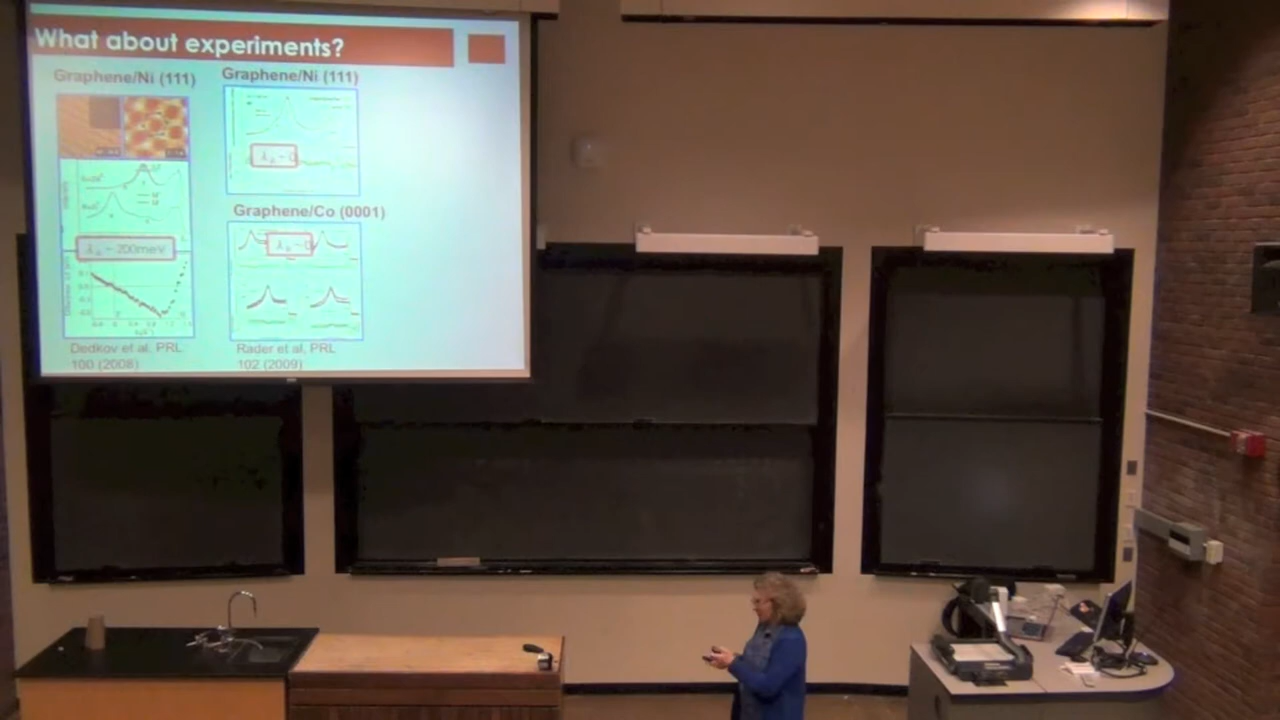 What about experiments?
Graphene/Ni (111)
Graphene/Ni (111)
λ ~ 200meV
Graphene/Co (0001)
Dedkov et al, PRL
100 (2008)
Rader et al, PRL
102 (2009)